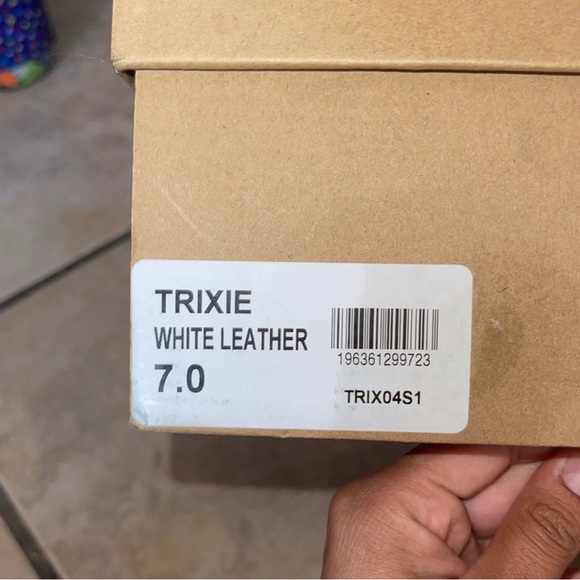 TRIXIE
WHITE LEATHER
7.0
196361299723
TRIX04S1